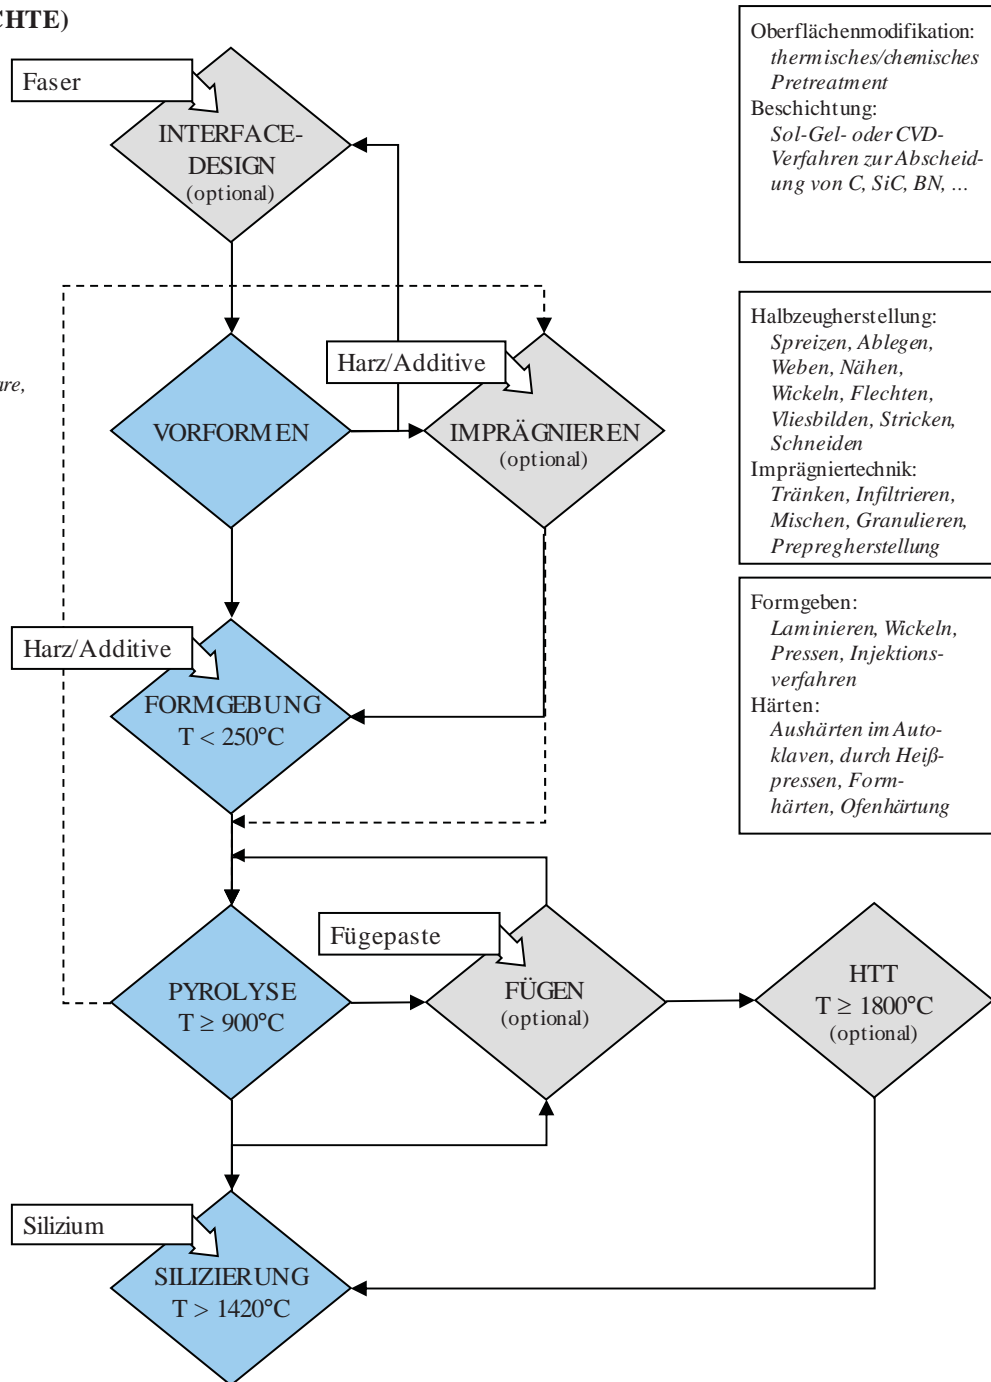 CHTE)
Faser
INTERFACE-
DESIGN
(optional)
Oberflächenmodifikation:
thermisches/chemisches
Pretreatment
Beschichtung:
Sol-Gel- oder CVD-
Verfahren zur Abscheid-
ung von C, SiC, BN, ...
are,
VORFORMEN
Harz/Additive
IMPRÄGNIEREN
(optional)
Halbzeugherstellung:
Spreizen, Ablegen,
Weben, Nähen,
Wickeln, Flechten,
Vliesbilden, Stricken,
Schneiden
Imprägniertechnik:
Tränken, Infiltrieren,
Mischen, Granulieren,
Prepregherstellung
Harz/Additive
FORMGEBUNG
T < 250°C
Formgeben:
Laminieren, Wickeln,
Pressen, Injektions-
verfahren
Härten:
Aushärten im Auto-
klaven, durch Heiß-
pressen, Form-
härten, Ofenhärtung
PYROLYSE
T ≥ 900°C
Fügepaste
FÜGEN
(optional)
HTT
T ≥ 1800°C
(optional)
Silizium
SILIZIERUNG
T > 1420°C